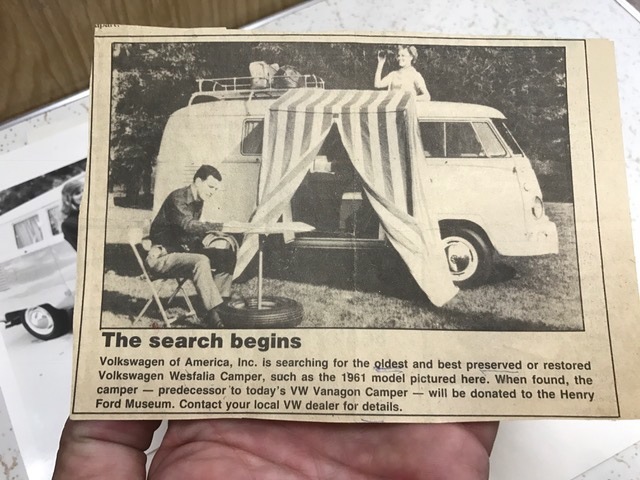 The search begins
Volkswagen of America, Inc. is searching for the oldest and best preserved or restored
Volkswagen Westfalia Camper, such as the 1961 model pictured here. When found, the
camper — predecessor to today's VW Vanagon Camper — will be donated to the Henry
Ford Museum. Contact your local VW dealer for details.